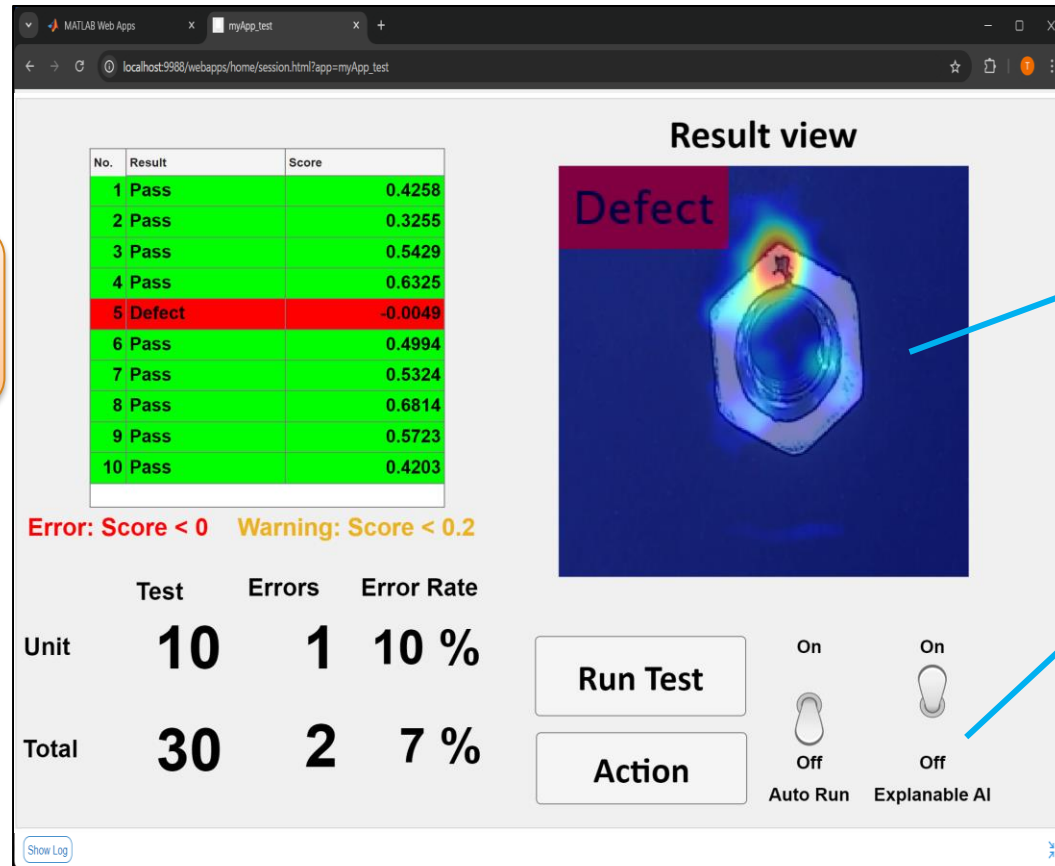 MATLAB Web Apps x myApp_test x +
localhost:9988/webapps/home/session.html?app=myApp_test T
Result view
No. Result Score
1 Pass 0.4258
2 Pass 0.3255
3 Pass 0.5429
4 Pass 0.6325
5 Defect -0.0049
6 Pass 0.4994
7 Pass 0.5324
8 Pass 0.6814
9 Pass 0.5723
10 Pass 0.4203
Defect
Error: Score < 0 Warning: Score < 0.2
Test Errors Error Rate
Unit 10 1 10 %
Total 30 2 7 %
Run Test
Action
On
Off
Auto Run
On
Off
Explanable AI
Show Log